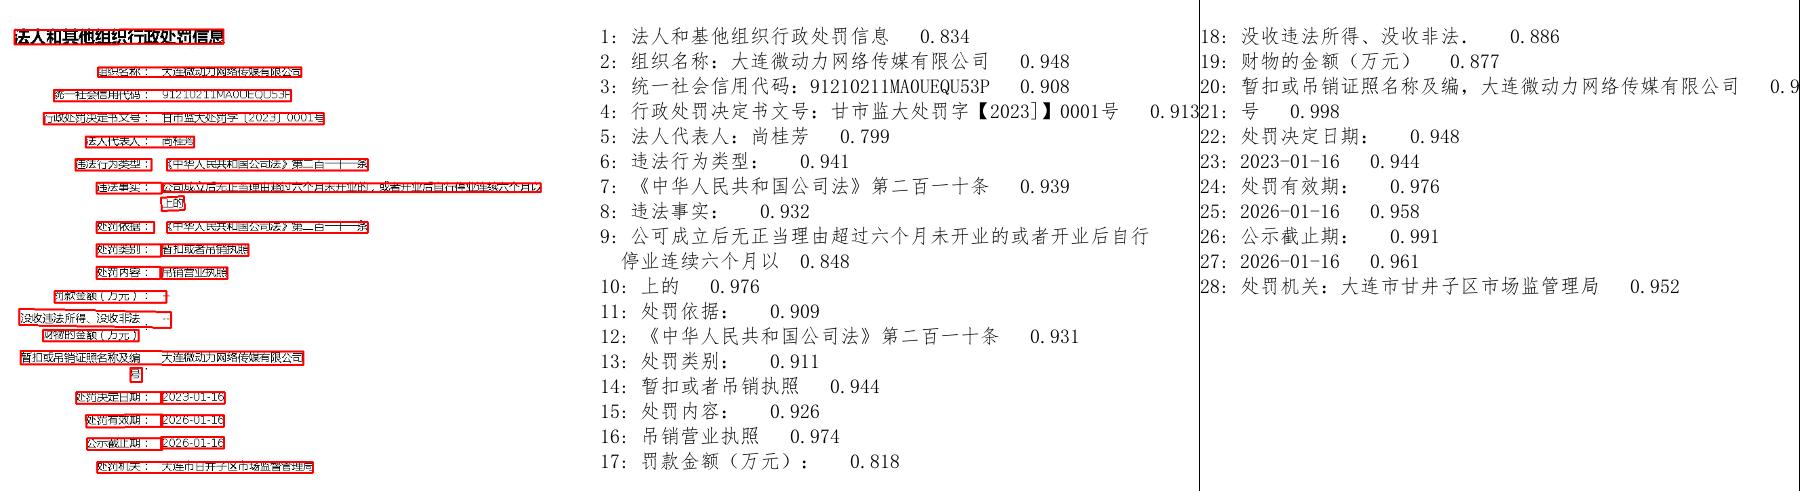 法人和其他组织行政处罚信息
组织名称： 大连微动力网络传媒有限公司
统一社会信用代码： 91210211MA0UEQU53P
行政处罚决定书文号： 甘市监大处罚字〔2023〕0001号
法人代表人： 尚桂芳
违法行为类型： 《中华人民共和国公司法》第二百一十一条
违法事实： 公司成立后无正当理由超过六个月未开业的，或者开业后自行停业连续六个月以
上的
处罚依据： 《中华人民共和国公司法》第二百一十一条
处罚类别： 暂扣或者吊销执照
处罚内容： 吊销营业执照
罚款金额（万元）： --
没收违法所得、没收非法 --
财物的金额（万元）
暂扣或吊销证照名称及编 大连微动力网络传媒有限公司
号
处罚决定日期： 2023-01-16
处罚有效期： 2026-01-16
公示截止期： 2026-01-16
处罚机关： 大连市甘井子区市场监督管理局
1: 法人和基他组织行政处罚信息 0.834
2: 组织名称：大连微动力网络传媒有限公司 0.948
3: 统一社会信用代码：91210211MA0UEQU53P 0.908
4: 行政处罚决定书文号：甘市监大处罚字【2023]】0001号 0.913
5: 法人代表人：尚桂芳 0.799
6: 违法行为类型： 0.941
7: 《中华人民共和国公司法》第二百一十条 0.939
8: 违法事实： 0.932
9: 公可成立后无正当理由超过六个月未开业的或者开业后自行
停业连续六个月以 0.848
10: 上的 0.976
11: 处罚依据： 0.909
12: 《中华人民共和国公司法》第二百一十条 0.931
13: 处罚类别： 0.911
14: 暂扣或者吊销执照 0.944
15: 处罚内容： 0.926
16: 吊销营业执照 0.974
17: 罚款金额（万元）： 0.818
18: 没收违法所得、没收非法. 0.886
19: 财物的金额（万元） 0.877
20: 暂扣或吊销证照名称及编，大连微动力网络传媒有限公司 0.9
21: 号 0.998
22: 处罚决定日期： 0.948
23: 2023-01-16 0.944
24: 处罚有效期： 0.976
25: 2026-01-16 0.958
26: 公示截止期： 0.991
27: 2026-01-16 0.961
28: 处罚机关：大连市甘井子区市场监管理局 0.952